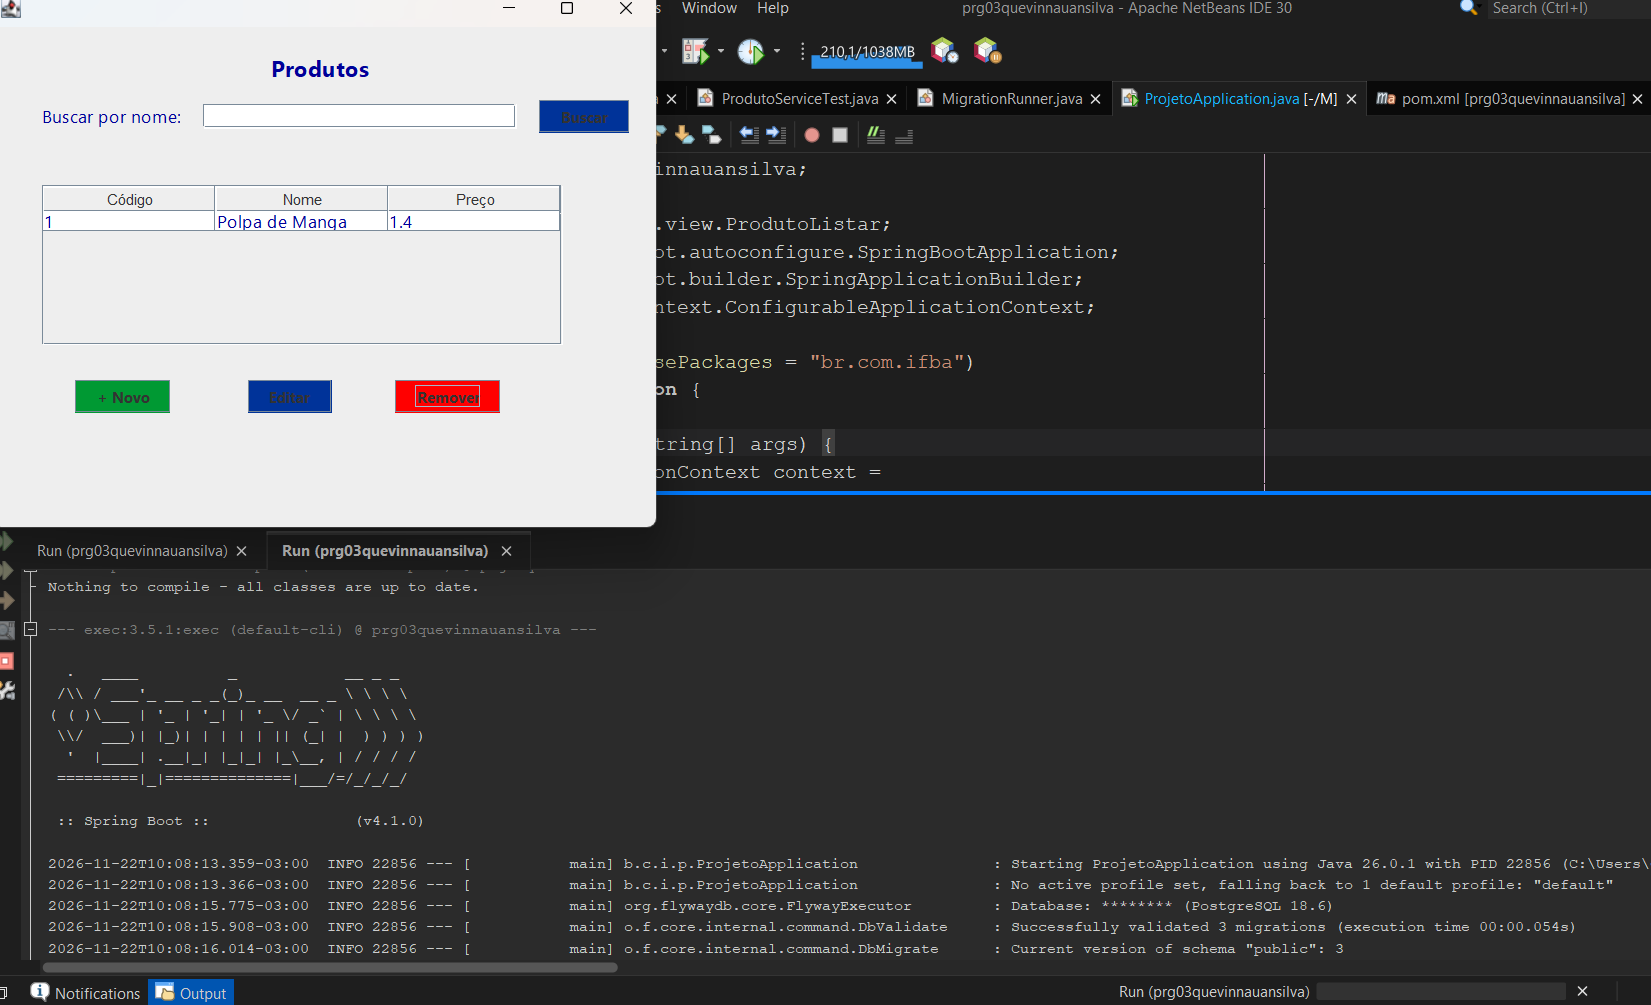 Window Help
prg03quevinnauansilva - Apache NetBeans IDE 30
Search (Ctrl+I)
210,1/1038MB
ProdutoServiceTest.java
MigrationRunner.java
ProjetoApplication.java [-/M]
pom.xml [prg03quevinnauansilva]
Produtos
Buscar por nome:
Buscar
Código Nome Preço
1 Polpa de Manga 1.4
+ Novo
Editar
Remover
innauansilva;
.view.ProdutoListar;
ot.autoconfigure.SpringBootApplication;
ot.builder.SpringApplicationBuilder;
ntext.ConfigurableApplicationContext;
sePackages = "br.com.ifba")
on {
tring[] args) {
onContext context =
Run (prg03quevinnauansilva)
Run (prg03quevinnauansilva)
Nothing to compile - all classes are up to date.
--- exec:3.5.1:exec (default-cli) @ prg03quevinnauansilva ---
Spring
:: Spring Boot :: (v4.1.0)
2026-11-22T10:08:13.359-03:00 INFO 22856 --- [ main] b.c.i.p.ProjetoApplication : Starting ProjetoApplication using Java 26.0.1 with PID 22856 (C:\Users\
2026-11-22T10:08:13.366-03:00 INFO 22856 --- [ main] b.c.i.p.ProjetoApplication : No active profile set, falling back to 1 default profile: "default"
2026-11-22T10:08:15.775-03:00 INFO 22856 --- [ main] org.flywaydb.core.FlywayExecutor : Database: ******** (PostgreSQL 18.6)
2026-11-22T10:08:15.908-03:00 INFO 22856 --- [ main] o.f.core.internal.command.DbValidate : Successfully validated 3 migrations (execution time 00:00.054s)
2026-11-22T10:08:16.014-03:00 INFO 22856 --- [ main] o.f.core.internal.command.DbMigrate : Current version of schema "public": 3
Notifications
Output
Run (prg03quevinnauansilva)